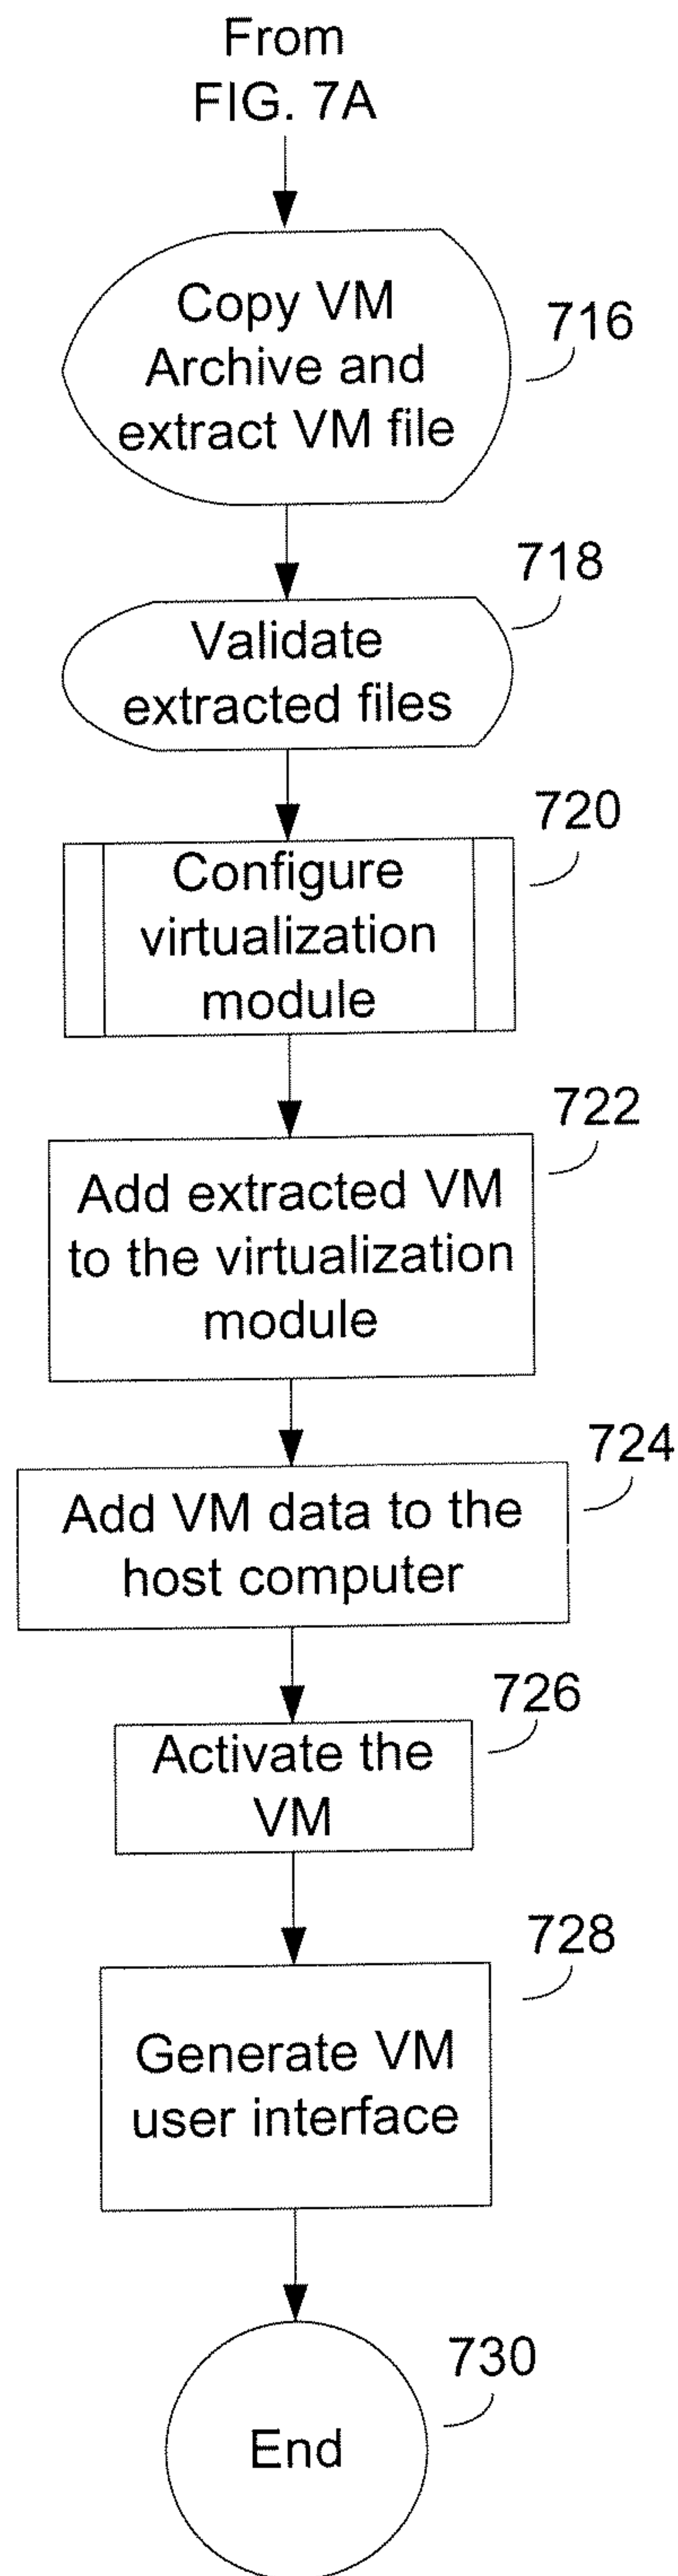 From
FIG. 7A
Copy VM
Archive and
extract VM file
716
Validate
extracted files
718
Configure
virtualization
module
720
Add extracted VM
to the virtualization
module
722
Add VM data to the
host computer
724
Activate the
VM
726
Generate VM
user interface
728
End
730